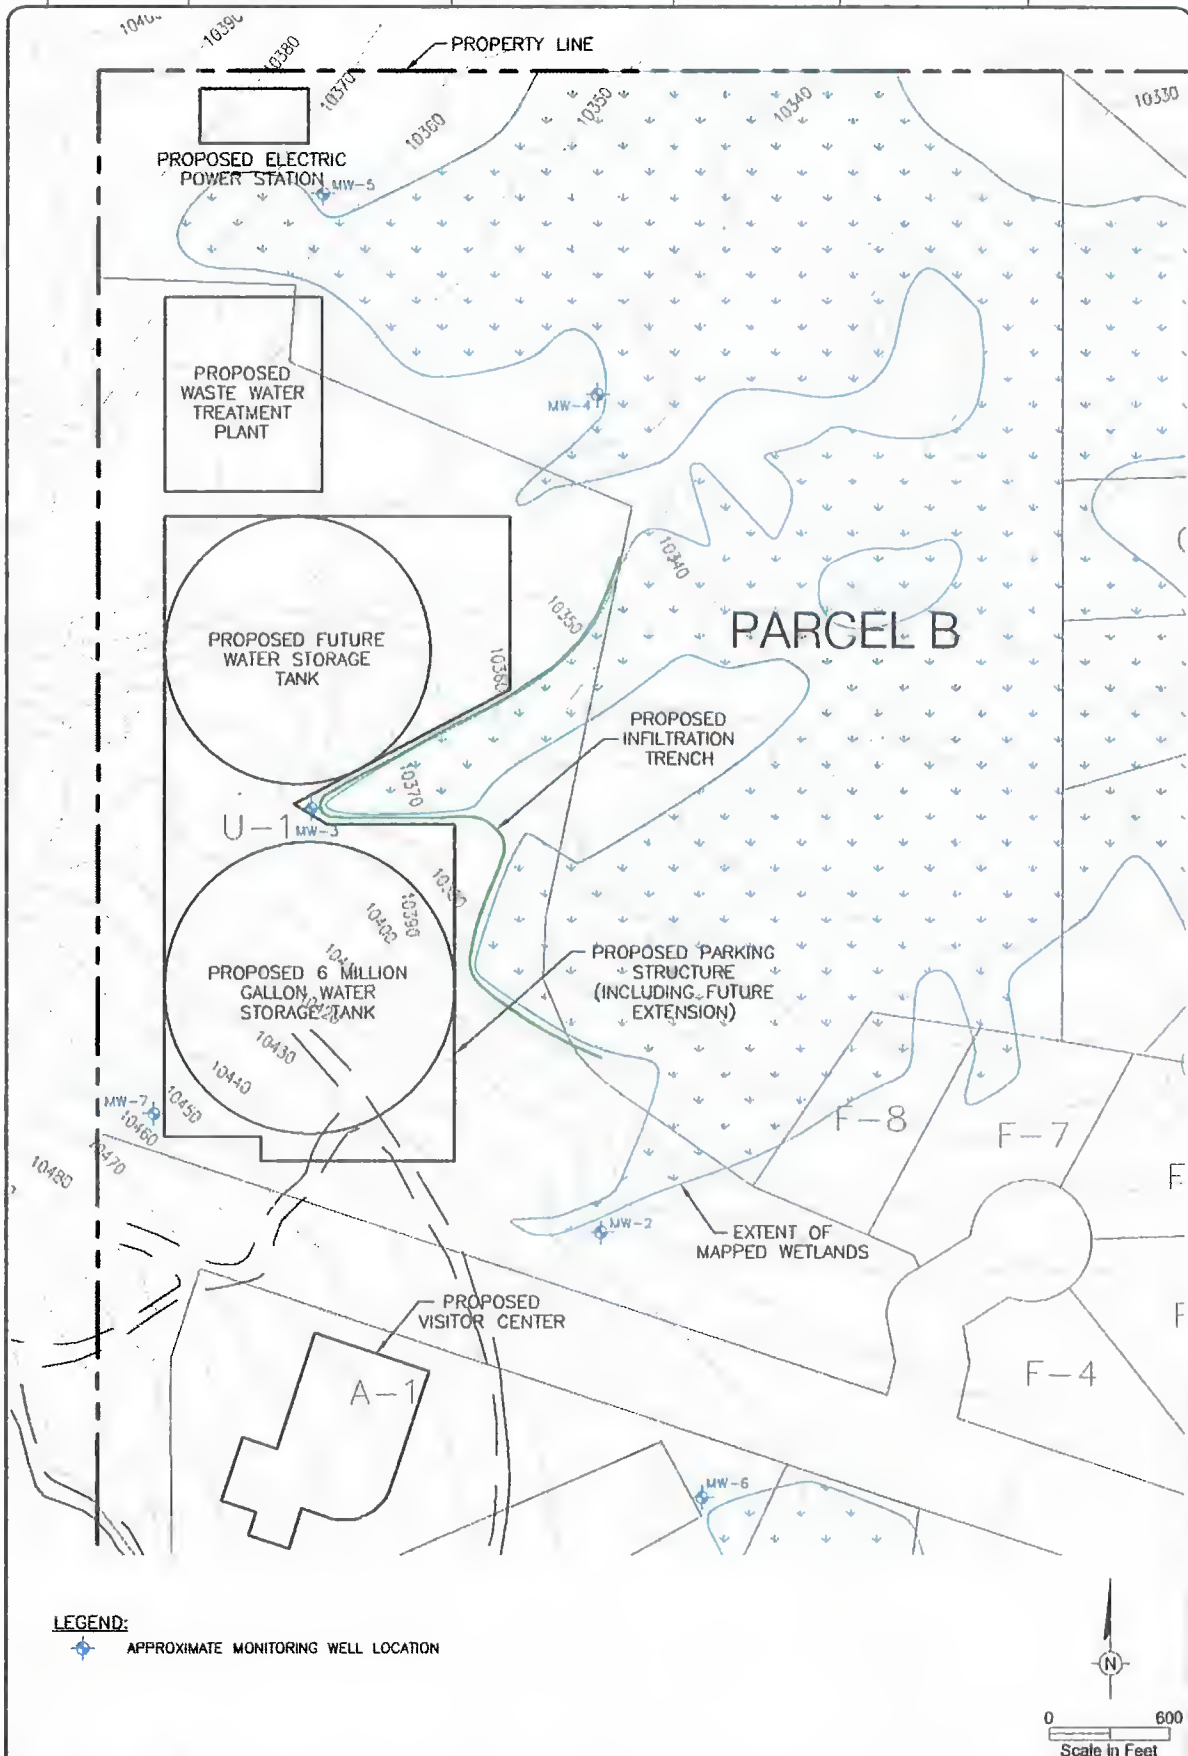 10390
10380
PROPERTY LINE
10370
10360
10350
10340
10330
PROPOSED ELECTRIC
POWER STATION
MW-5
PROPOSED
WASTE WATER
TREATMENT
PLANT
MW-4
10340
10350
PARCEL B
PROPOSED FUTURE
WATER STORAGE
TANK
10360
PROPOSED
INFILTRATION
TRENCH
10370
U-1
MW-3
10380
10390
10400
PROPOSED 6 MILLION
GALLON WATER
STORAGE TANK
10420
10430
10440
10450
10460
10470
10480
MW-7
PROPOSED PARKING
STRUCTURE
(INCLUDING FUTURE
EXTENSION)
F-8
F-7
MW-2
EXTENT OF
MAPPED WETLANDS
PROPOSED
VISITOR CENTER
A-1
F-4
MW-6
LEGEND:
APPROXIMATE MONITORING WELL LOCATION
N
0 600
Scale in Feet